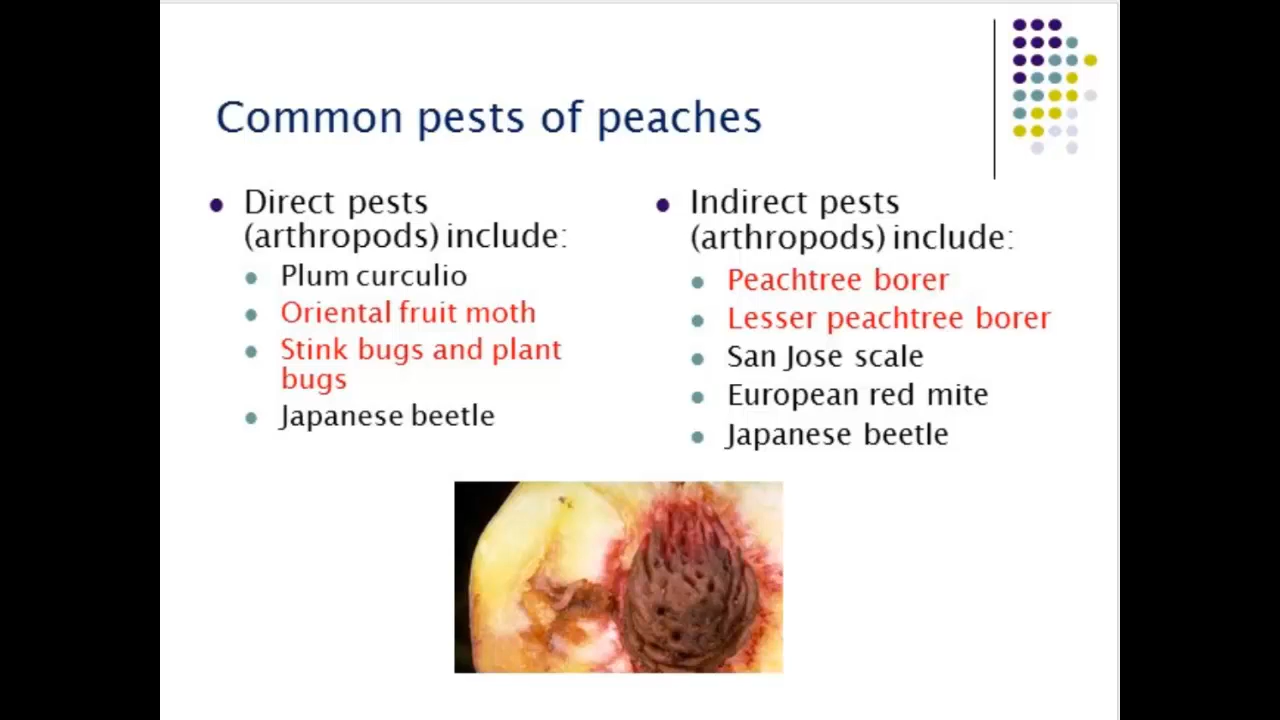 Common pests of peaches
Direct pests
(arthropods) include:
Plum curculio
Oriental fruit moth
Stink bugs and plant
bugs
Japanese beetle
Indirect pests
(arthropods) include:
Peachtree borer
Lesser peachtree borer
San Jose scale
European red mite
Japanese beetle